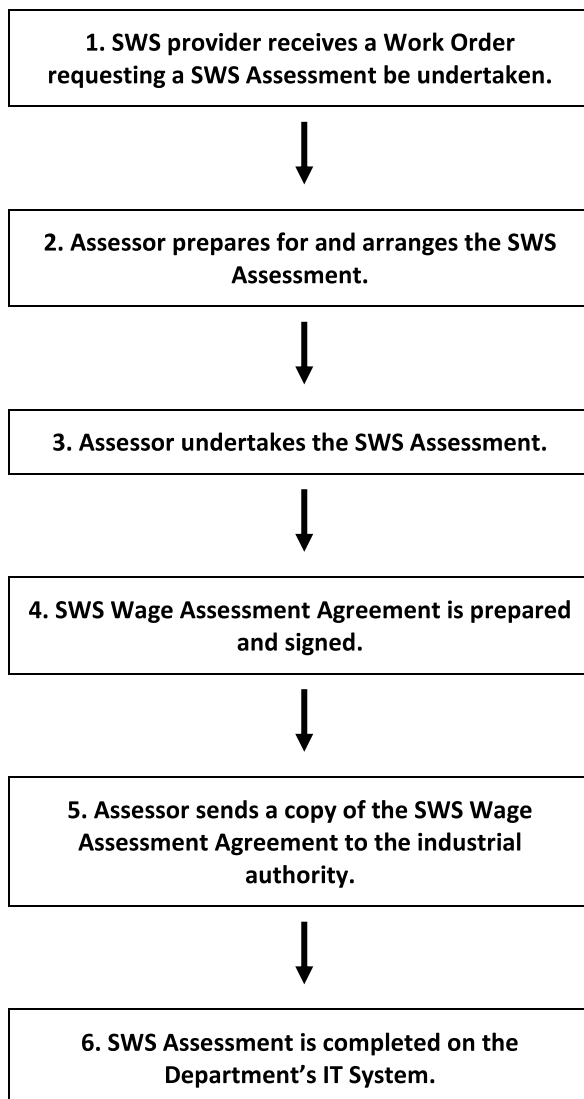 1. SWS provider receives a Work Order
requesting a SWS Assessment be undertaken.
2. Assessor prepares for and arranges the SWS
Assessment.
3. Assessor undertakes the SWS Assessment.
4. SWS Wage Assessment Agreement is prepared
and signed.
5. Assessor sends a copy of the SWS Wage
Assessment Agreement to the industrial
authority.
6. SWS Assessment is completed on the
Department’s IT System.